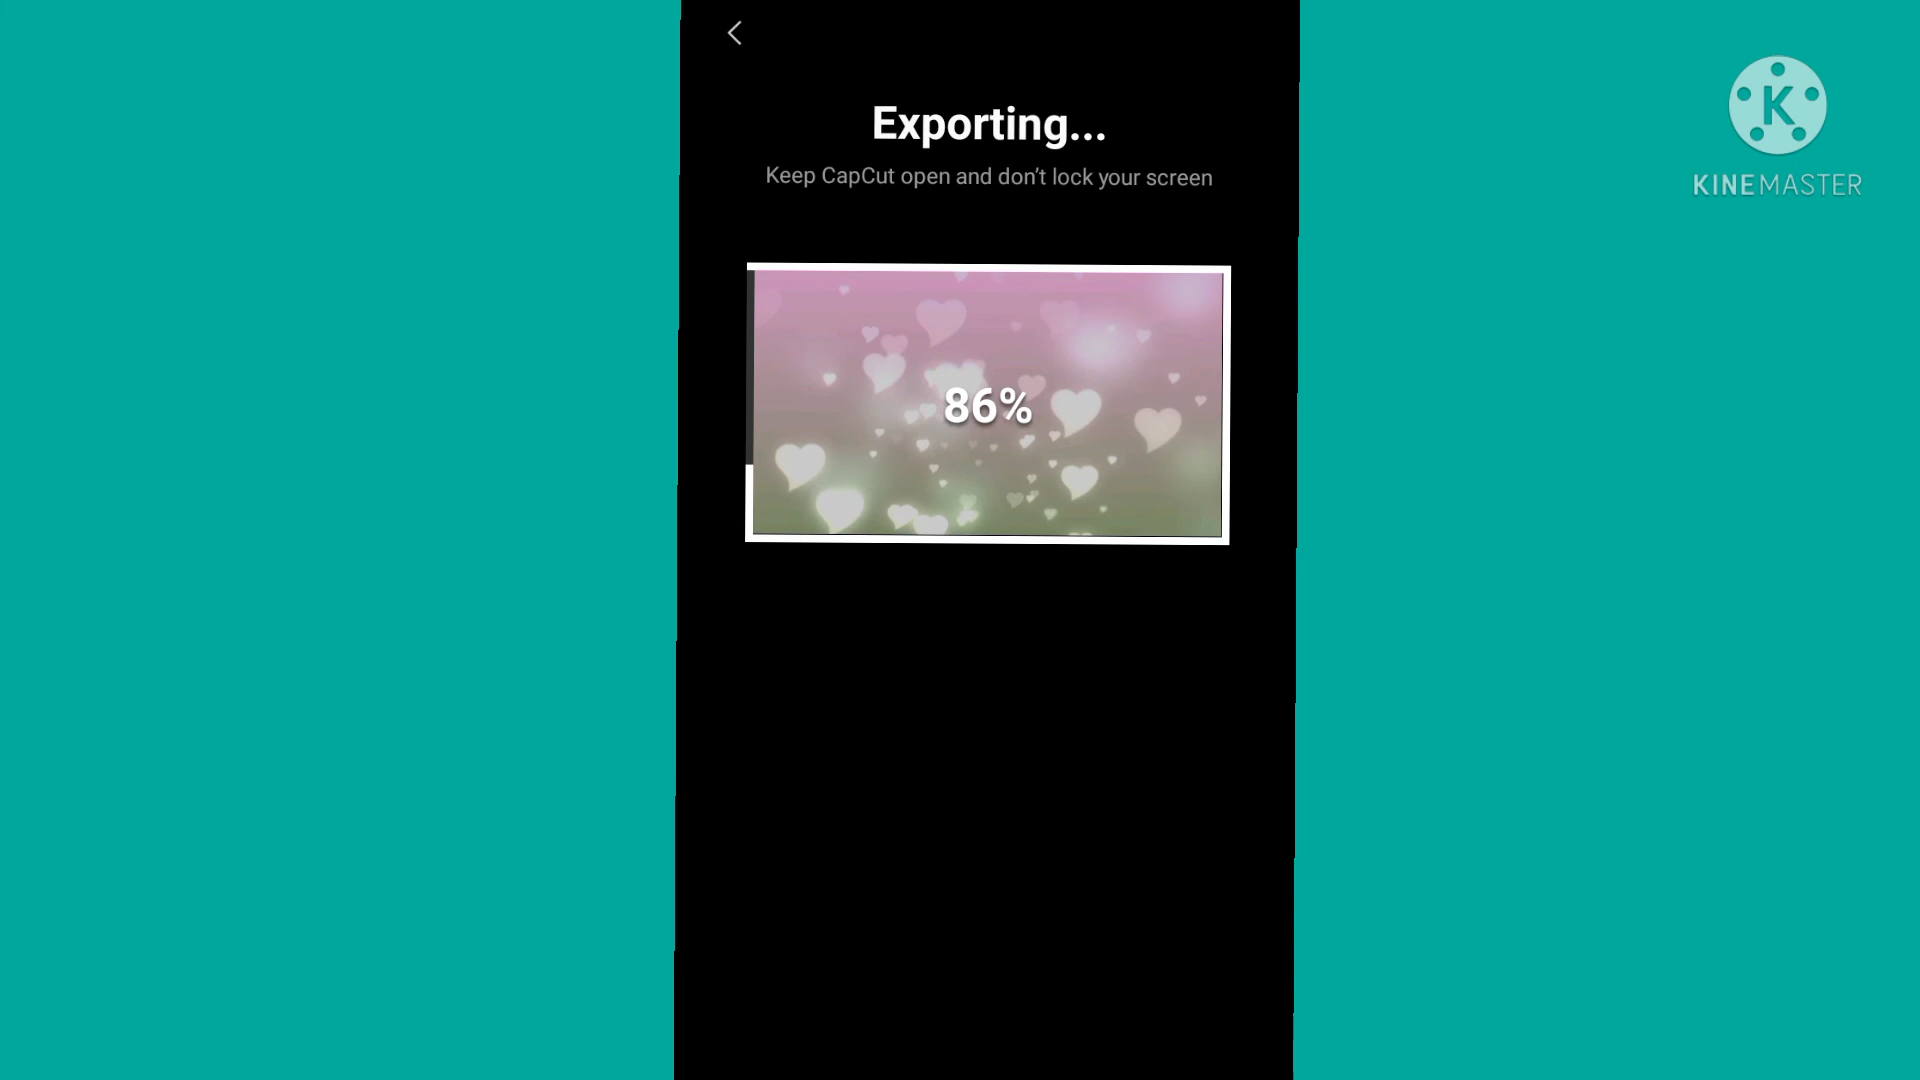 Exporting...
Keep CapCut open and don't lock your screen
86%
K
KINEMASTER